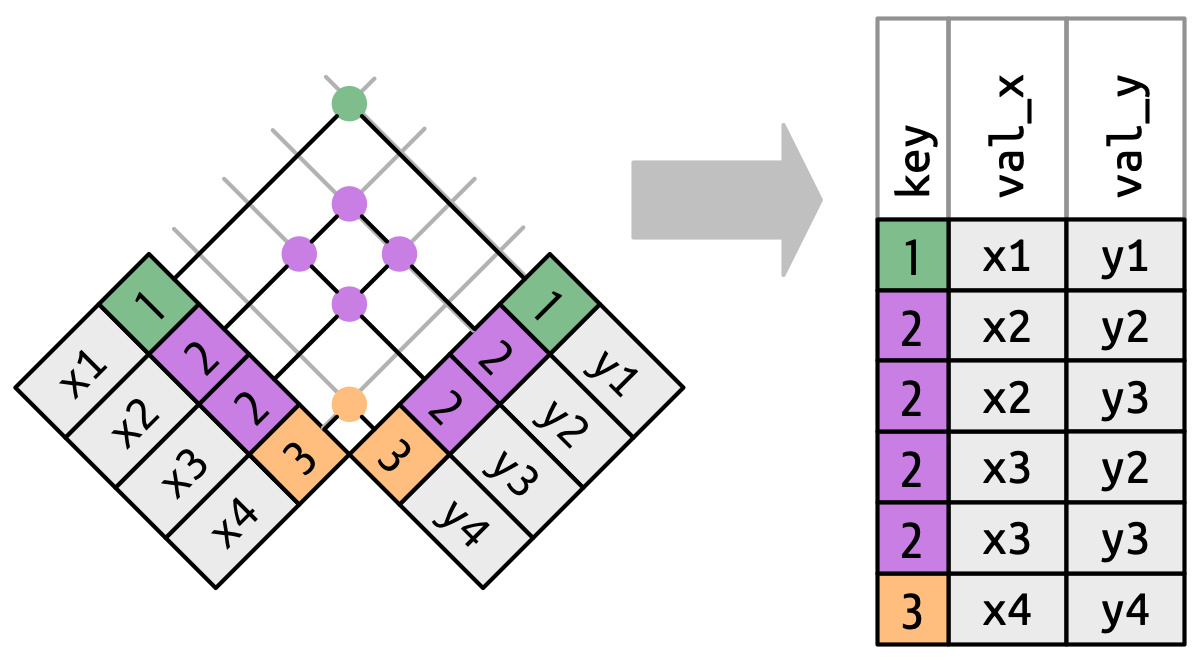 1 x1
2 x2
2 x3
3 x4
1 y1
2 y2
2 y3
3 y4
key val_x val_y
1 x1 y1
2 x2 y2
2 x2 y3
2 x3 y2
2 x3 y3
3 x4 y4